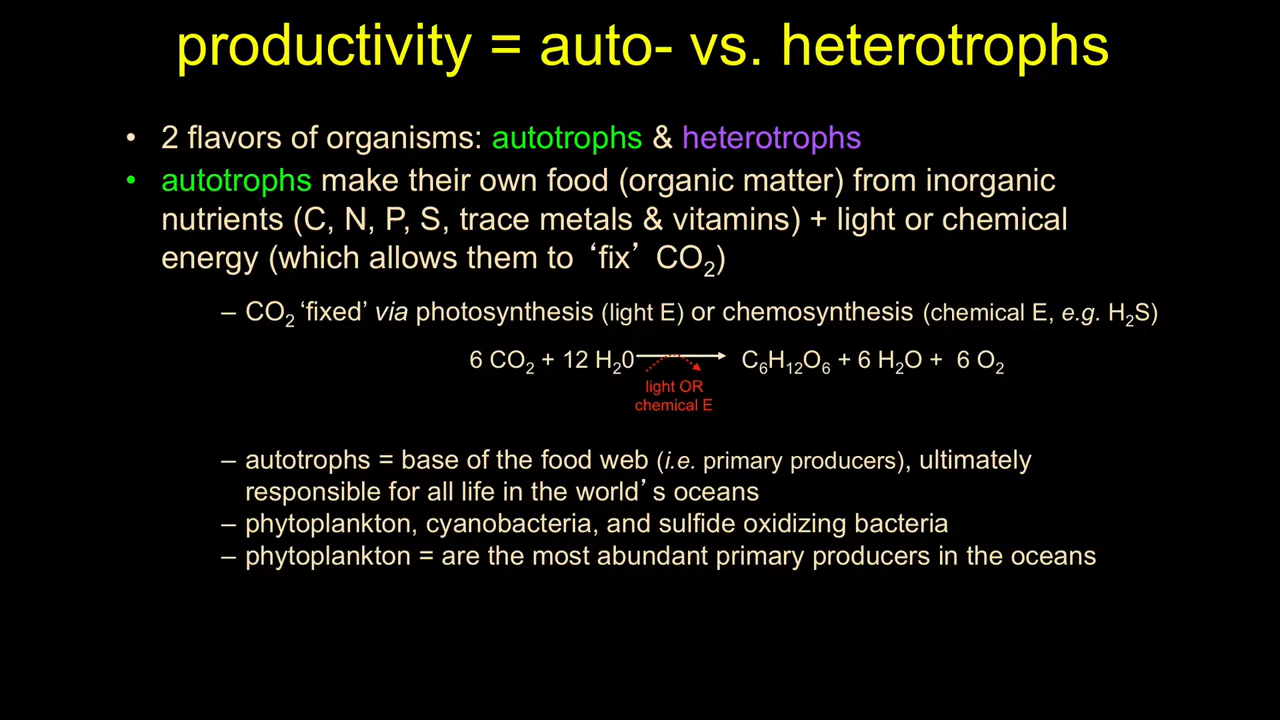 productivity = auto- vs. heterotrophs
• 2 flavors of organisms: autotrophs & heterotrophs
• autotrophs make their own food (organic matter) from inorganic
nutrients (C, N, P, S, trace metals & vitamins) + light or chemical
energy (which allows them to ‘fix’ CO₂)
– CO₂ ‘fixed’ via photosynthesis (light E) or chemosynthesis (chemical E, e.g. H₂S)
6 CO₂ + 12 H₂0 → C₆H₁₂O₆ + 6 H₂O + 6 O₂
light OR
chemical E
– autotrophs = base of the food web (i.e. primary producers), ultimately
responsible for all life in the world’s oceans
– phytoplankton, cyanobacteria, and sulfide oxidizing bacteria
– phytoplankton = are the most abundant primary producers in the oceans